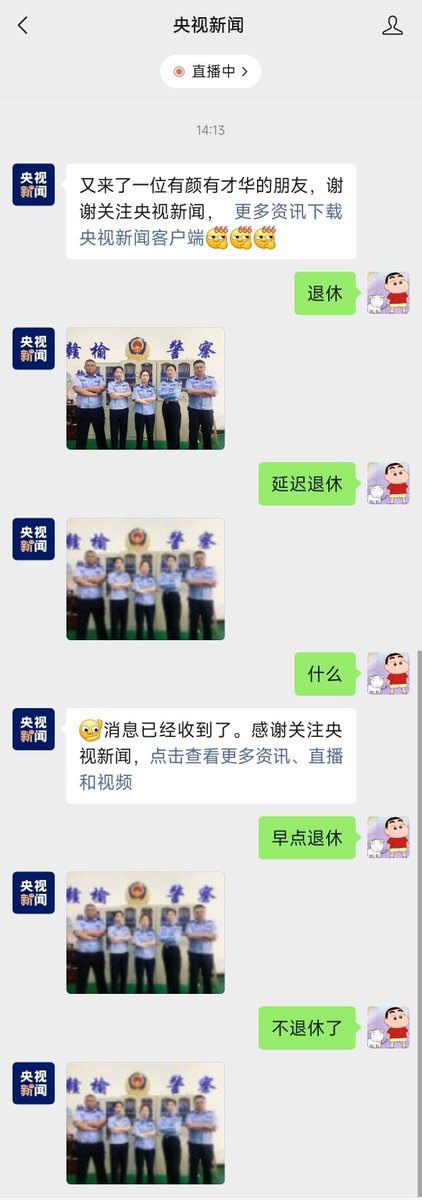 央视新闻
直播中
14:13
央视
新闻
又来了一位有颜有才华的朋友，谢
谢关注央视新闻， 更多资讯下载
央视新闻客户端
666
666
666
退休
央视
新闻
赣榆 警察
延迟退休
央视
新闻
赣榆 警察
什么
央视
新闻
消息已经收到了。感谢关注央
视新闻，点击查看更多资讯、直播
和视频
早点退休
央视
新闻
赣榆 警察
不退休了
央视
新闻
赣榆 警察